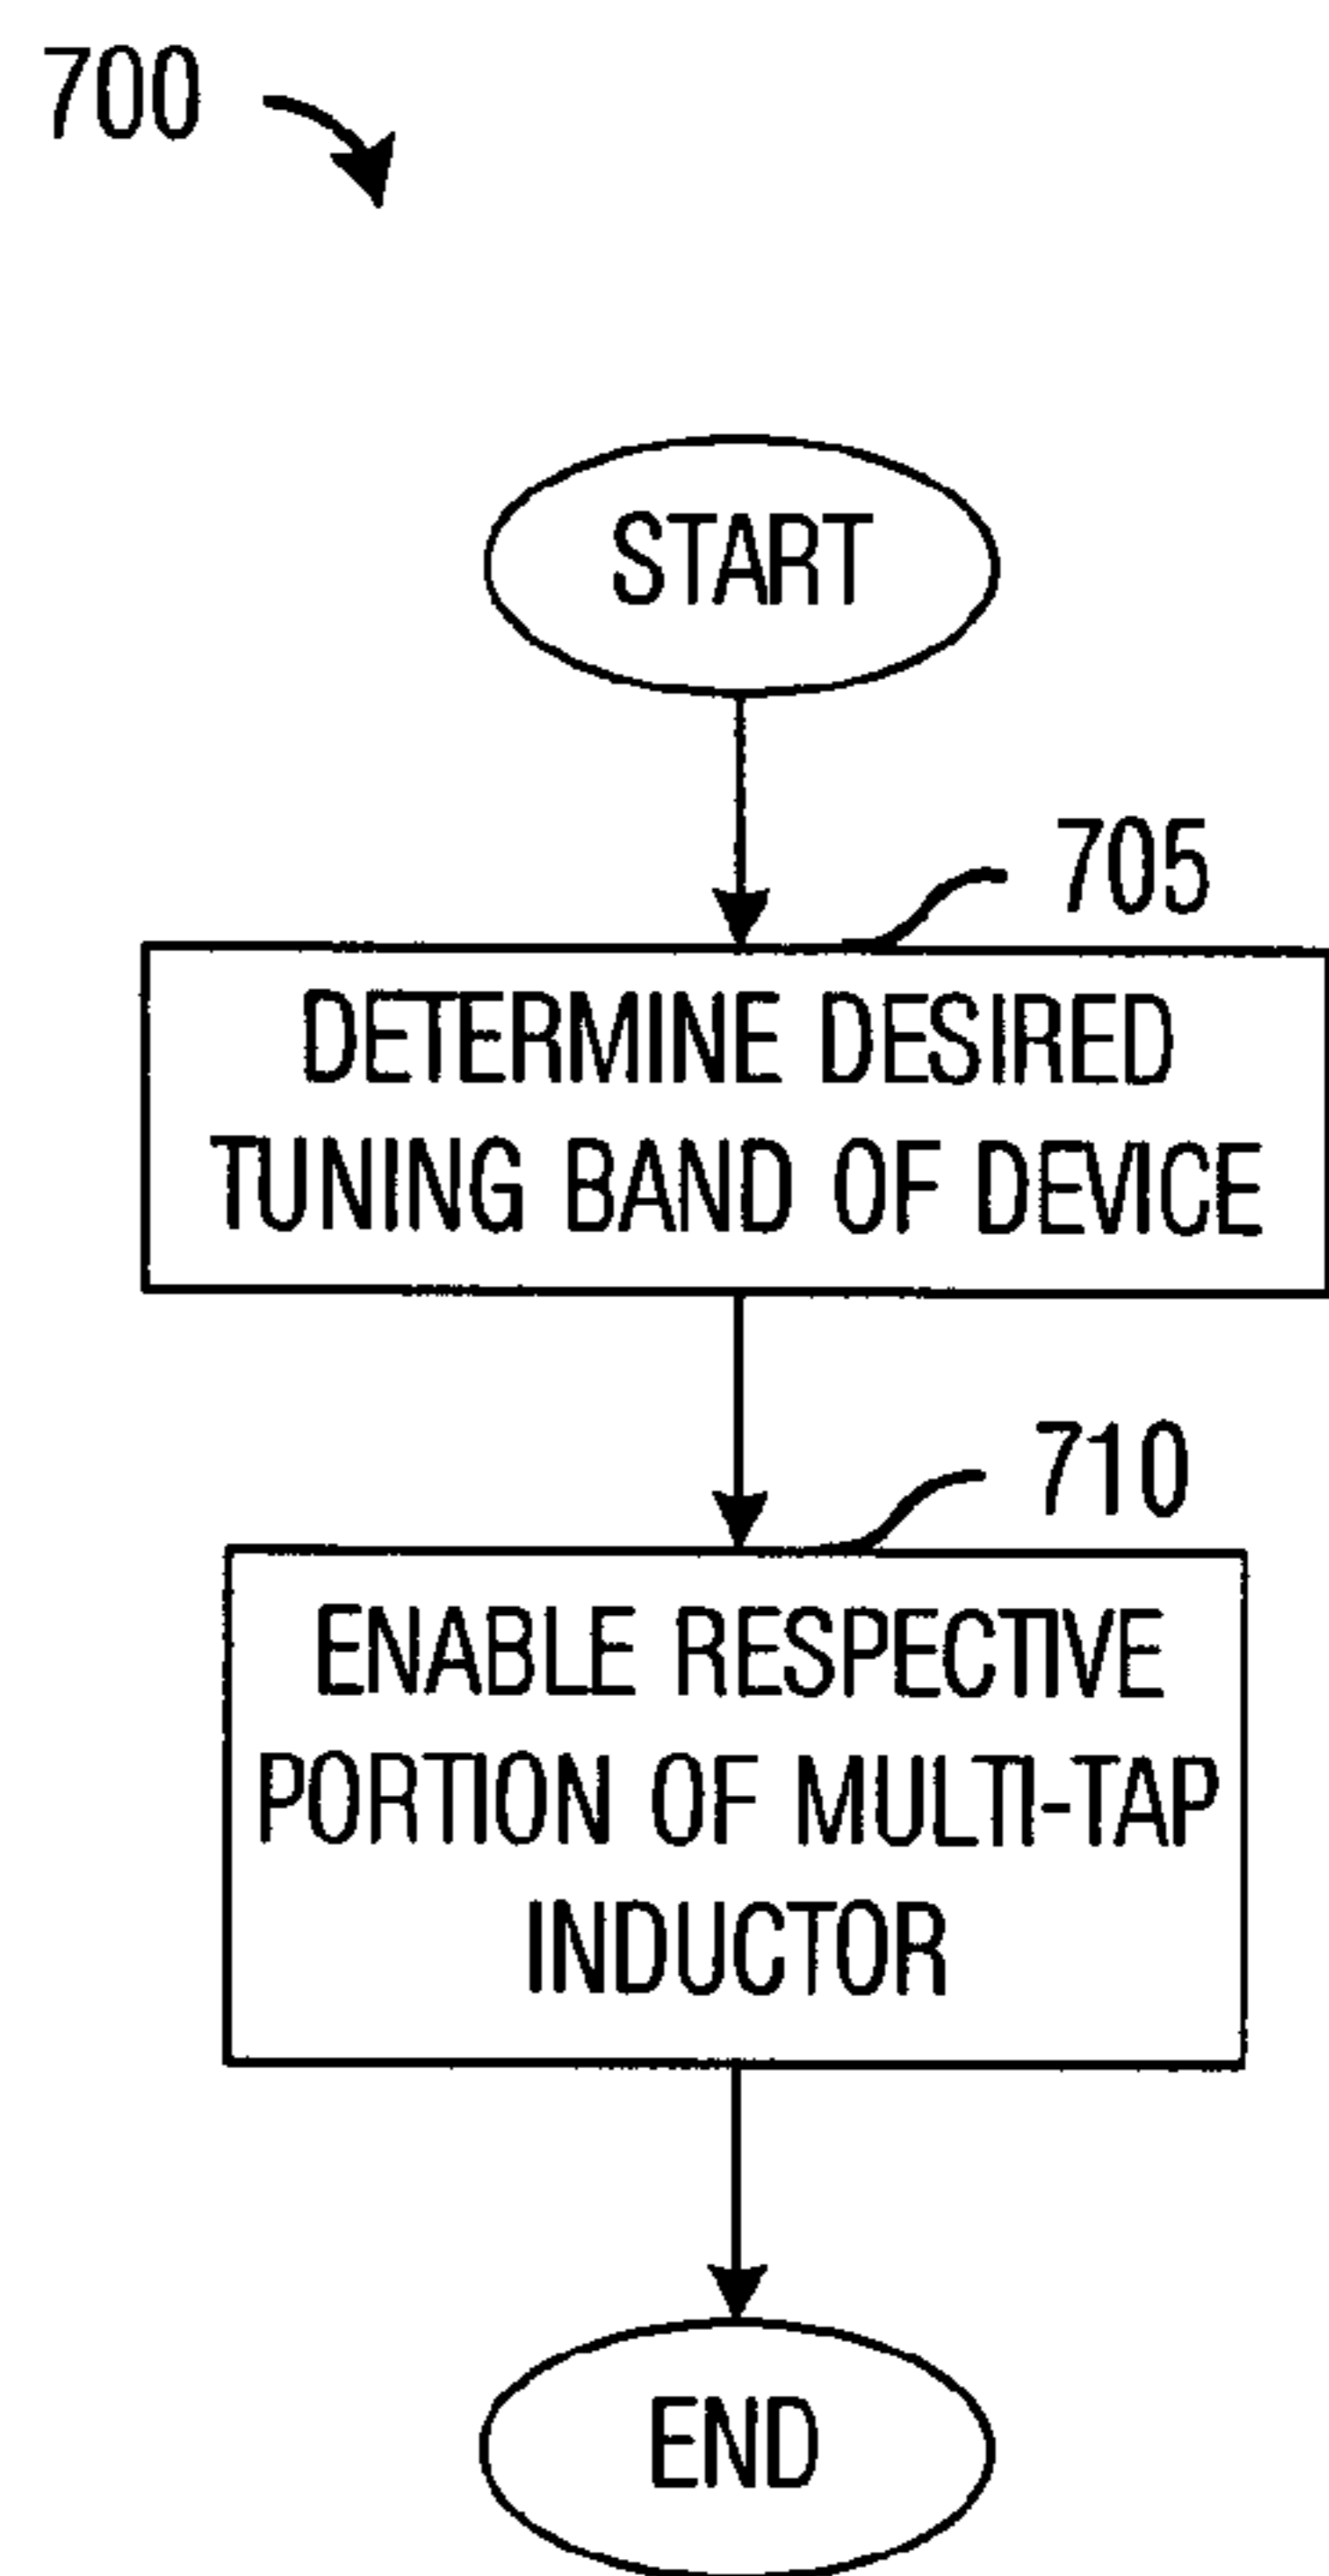 700
START
705
DETERMINE DESIRED
TUNING BAND OF DEVICE
710
ENABLE RESPECTIVE
PORTION OF MULTI-TAP
INDUCTOR
END